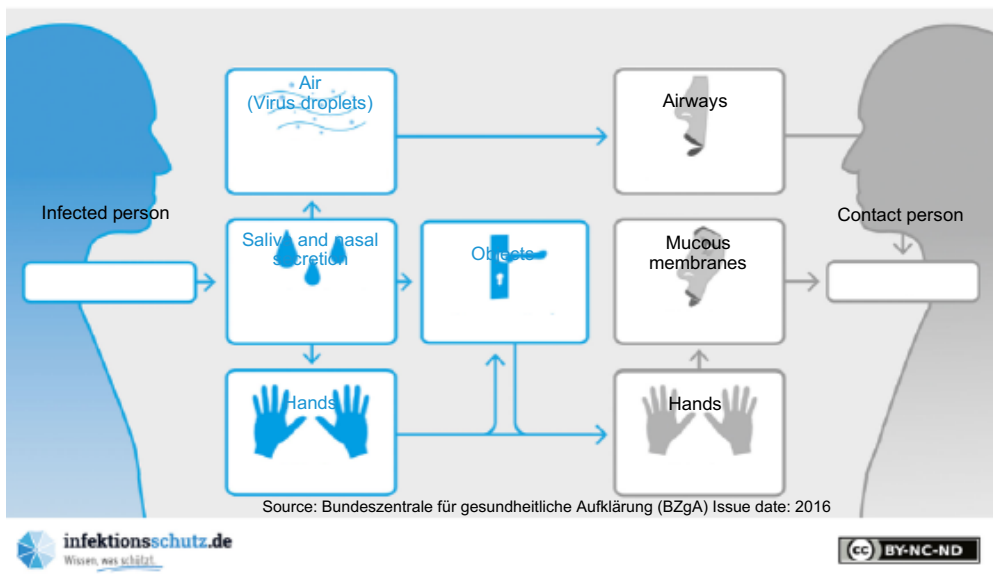 Air
(Virus droplets)
Airways
Infected person
Contact person
Saliva and nasal
secretion
Objects
Mucous
membranes
Hands
Hands
Source: Bundeszentrale für gesundheitliche Aufklärung (BZgA) Issue date: 2016
infektionsschutz.de
Wissen, was schützt.
cc BY-NC-ND